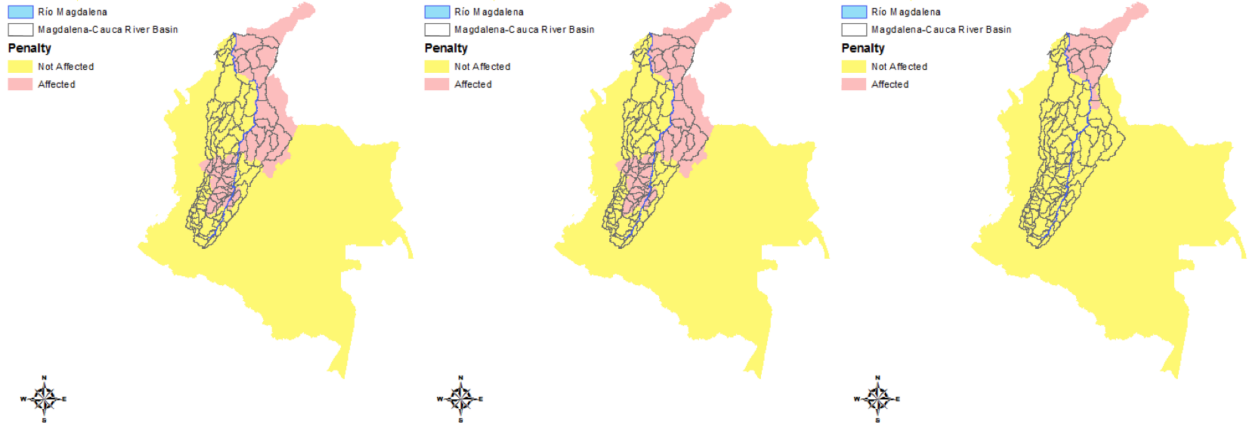 Río Magdalena
Magdalena-Cauca River Basin
Penalty
Not Affected
Affected
N
W E
S
Río Magdalena
Magdalena-Cauca River Basin
Penalty
Not Affected
Affected
N
W E
S
Río Magdalena
Magdalena-Cauca River Basin
Penalty
Not Affected
Affected
N
W E
S